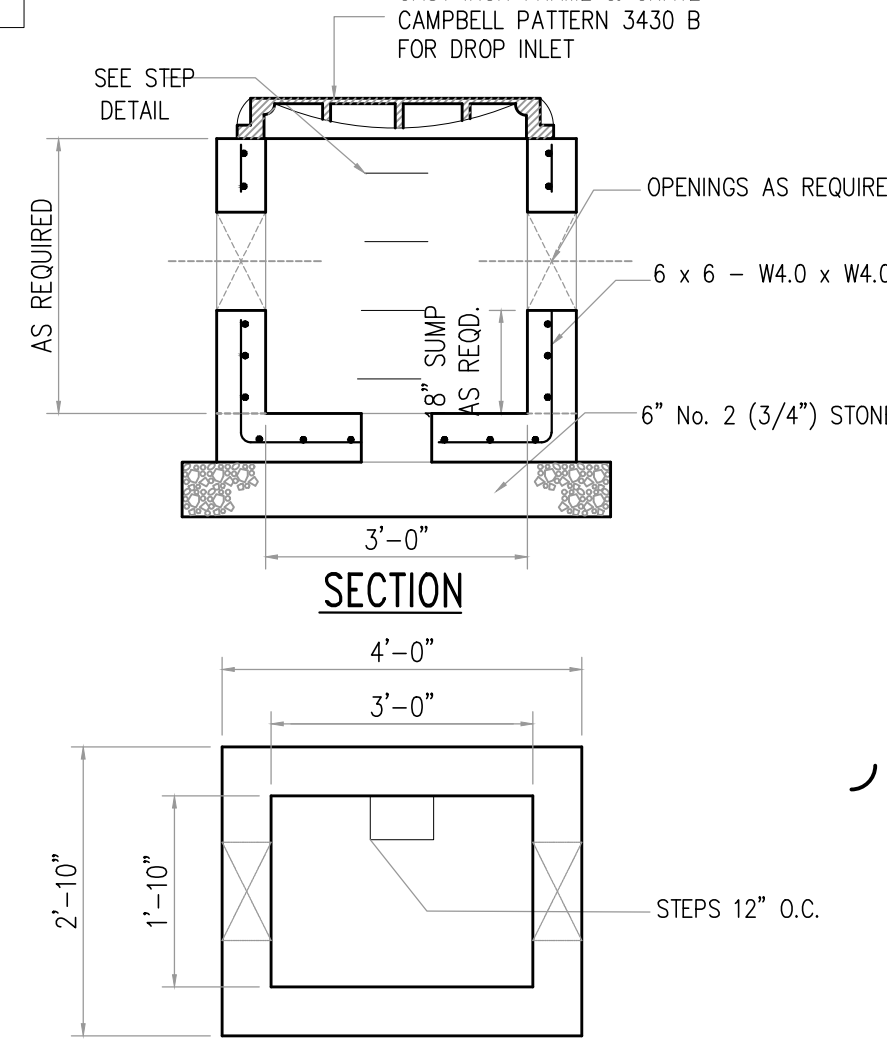 CAMPBELL PATTERN 3430 B
FOR DROP INLET
SEE STEP
DETAIL
OPENINGS AS REQUIRE
AS REQUIRED
6 x 6 – W4.0 x W4.0
8" SUMP
AS REQD.
6" No. 2 (3/4") STONE
3'–0"
SECTION
4'–0"
3'–0"
2'–10"
1'–10"
STEPS 12" O.C.